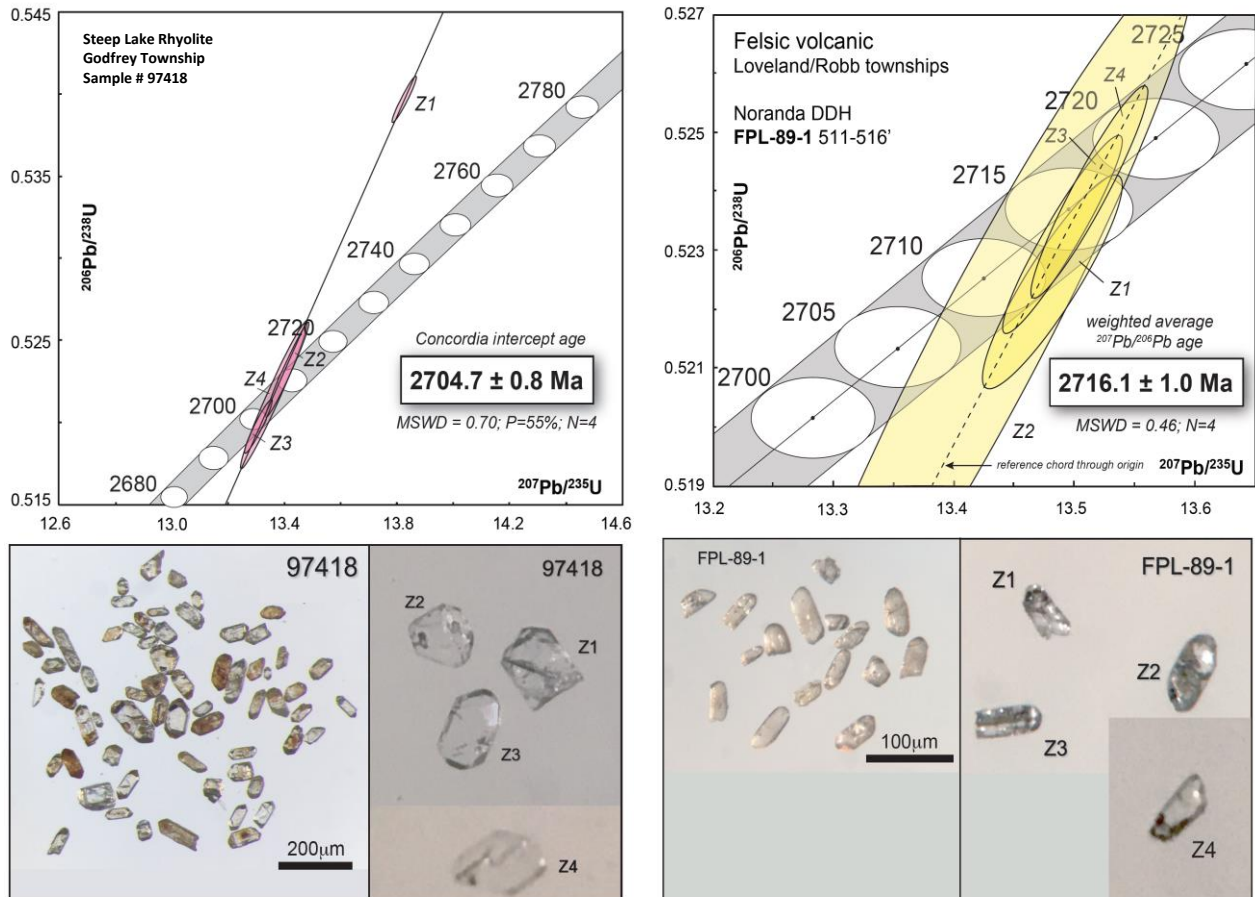 Steep Lake Rhyolite
Godfrey Township
Sample # 97418
0.545
0.535
0.525
0.515
²⁰⁶Pb/²³⁸U
12.6
13.0
13.4
13.8
14.2
14.6
²⁰⁷Pb/²³⁵U
2780
2760
2740
2720
2700
2680
Z1
Z2
Z4
Z3
Concordia intercept age
2704.7 ± 0.8 Ma
MSWD = 0.70; P=55%; N=4
Felsic volcanic
Loveland/Robb townships
Noranda DDH
FPL-89-1 511-516’
0.527
0.525
0.523
0.521
0.519
²⁰⁶Pb/²³⁸U
13.2
13.3
13.4
13.5
13.6
²⁰⁷Pb/²³⁵U
2725
2720
2715
2710
2705
2700
Z4
Z3
Z1
Z2
weighted average
²⁰⁷Pb/²⁰⁶Pb age
2716.1 ± 1.0 Ma
MSWD = 0.46; N=4
reference chord through origin
97418
200µm
97418
Z2
Z1
Z3
Z4
FPL-89-1
100µm
FPL-89-1
Z1
Z2
Z3
Z4